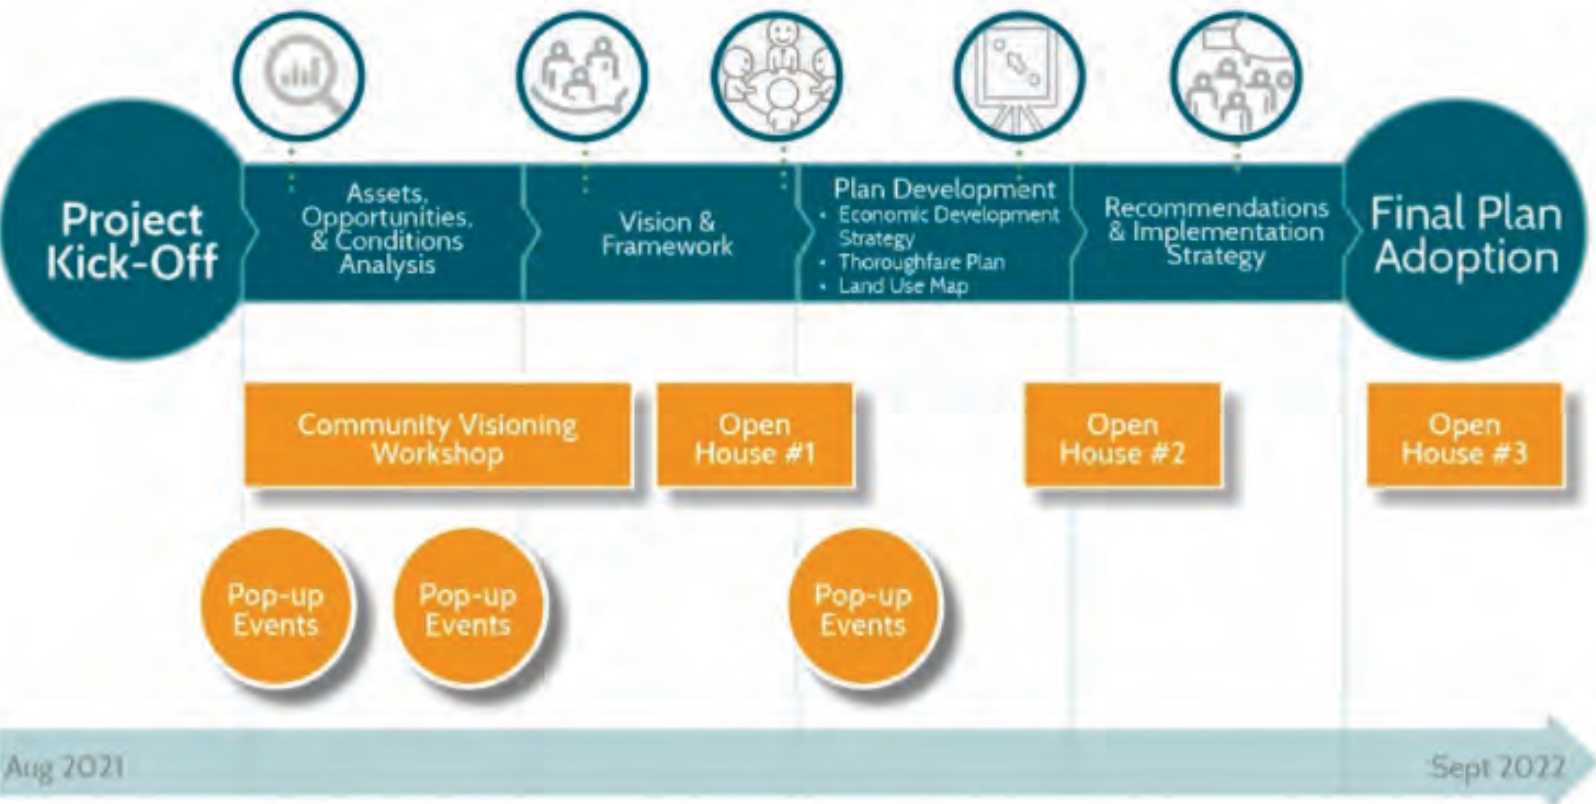 Project
Kick-Off
Assets,
Opportunities,
& Conditions
Analysis
Vision &
Framework
Plan Development
• Economic Development
Strategy
• Thoroughfare Plan
• Land Use Map
Recommendations
& Implementation
Strategy
Final Plan
Adoption
Community Visioning
Workshop
Open
House #1
Open
House #2
Open
House #3
Pop-up
Events
Pop-up
Events
Pop-up
Events
Aug 2021
Sept 2022